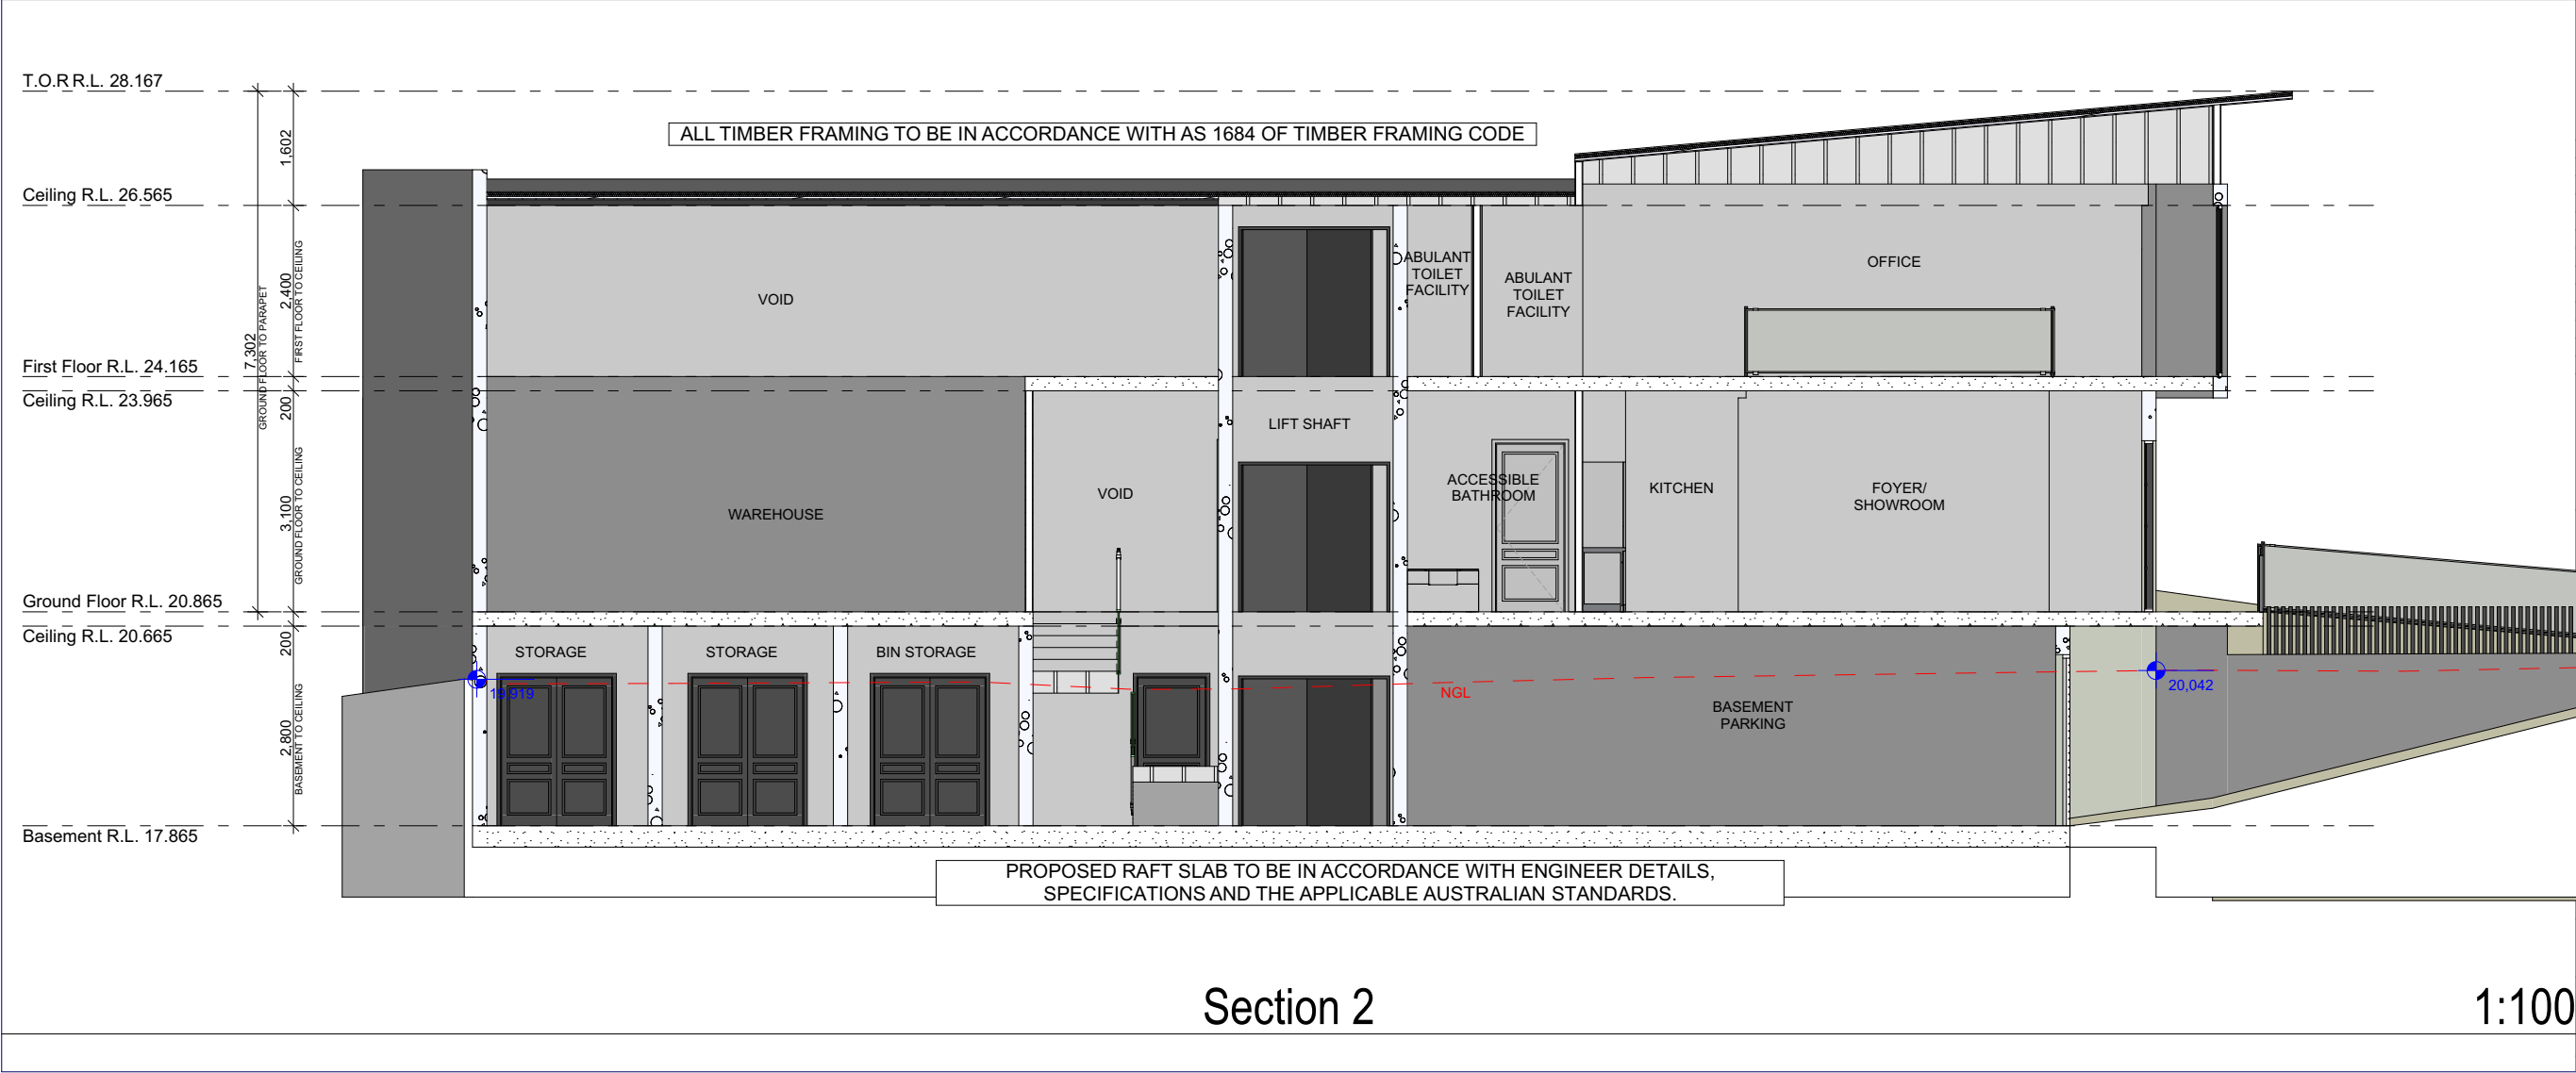 T.O.R R.L. 28.167
ALL TIMBER FRAMING TO BE IN ACCORDANCE WITH AS 1684 OF TIMBER FRAMING CODE
1,602
Ceiling R.L. 26.565
2,400
FIRST FLOOR TO CEILING
7,302
GROUND FLOOR TO PARAPET
VOID
ABULANT
TOILET
FACILITY
ABULANT
TOILET
FACILITY
OFFICE
First Floor R.L. 24.165
Ceiling R.L. 23.965
200
3,100
GROUND FLOOR TO CEILING
WAREHOUSE
VOID
LIFT SHAFT
ACCESSIBLE
BATHROOM
KITCHEN
FOYER/
SHOWROOM
Ground Floor R.L. 20.865
Ceiling R.L. 20.665
200
2,800
BASEMENT TO CEILING
STORAGE
STORAGE
BIN STORAGE
19,919
NGL
20,042
BASEMENT
PARKING
Basement R.L. 17.865
PROPOSED RAFT SLAB TO BE IN ACCORDANCE WITH ENGINEER DETAILS,
SPECIFICATIONS AND THE APPLICABLE AUSTRALIAN STANDARDS.
Section 2
1:100